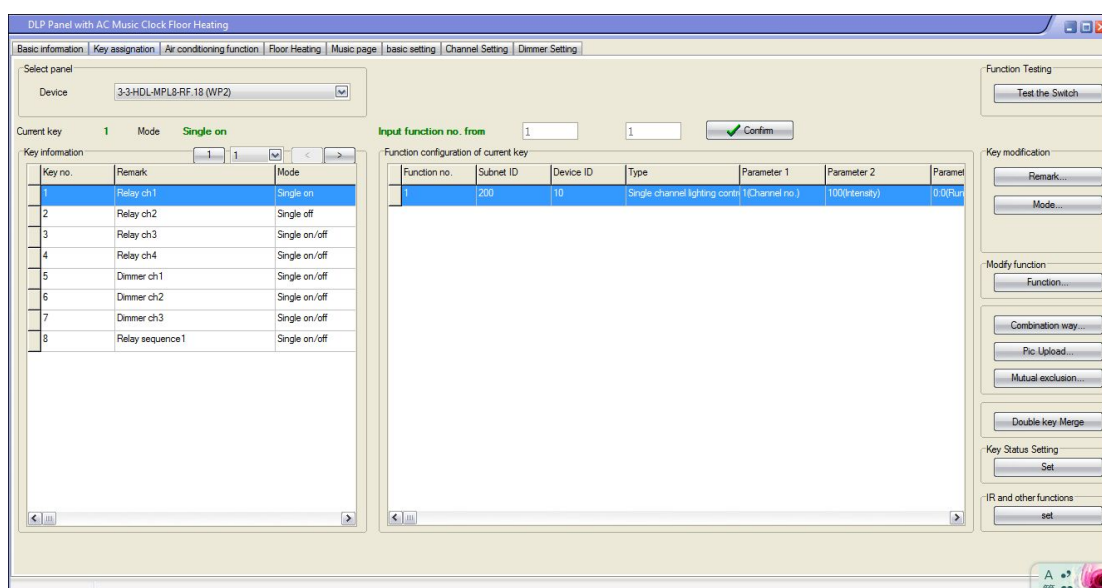 DLP Panel with AC Music Clock Floor Heating
Basic information Key assignation Air conditioning function Floor Heating Music page basic setting Channel Setting Dimmer Setting
Select panel
Device 3-3-HDL-MPL8-RF.18 (WP2)
Function Testing
Test the Switch
Current key 1 Mode Single on Input function no. from 1 1 Confirm
Key information 1 1 < >
Function configuration of current key
Key modification
Key no. Remark Mode
1 Relay ch1 Single on
2 Relay ch2 Single off
3 Relay ch3 Single on/off
4 Relay ch4 Single on/off
5 Dimmer ch1 Single on/off
6 Dimmer ch2 Single on/off
7 Dimmer ch3 Single on/off
8 Relay sequence1 Single on/off
Function no. Subnet ID Device ID Type Parameter 1 Parameter 2 Paramet
1 200 10 Single channel lighting contr 1(Channel no.) 100(Intensity) 0:0(Run
Remark...
Mode...
Modify function
Function...
Combination way...
Pic Upload...
Mutual exclusion...
Double key Merge
Key Status Setting
Set
IR and other functions
set
A